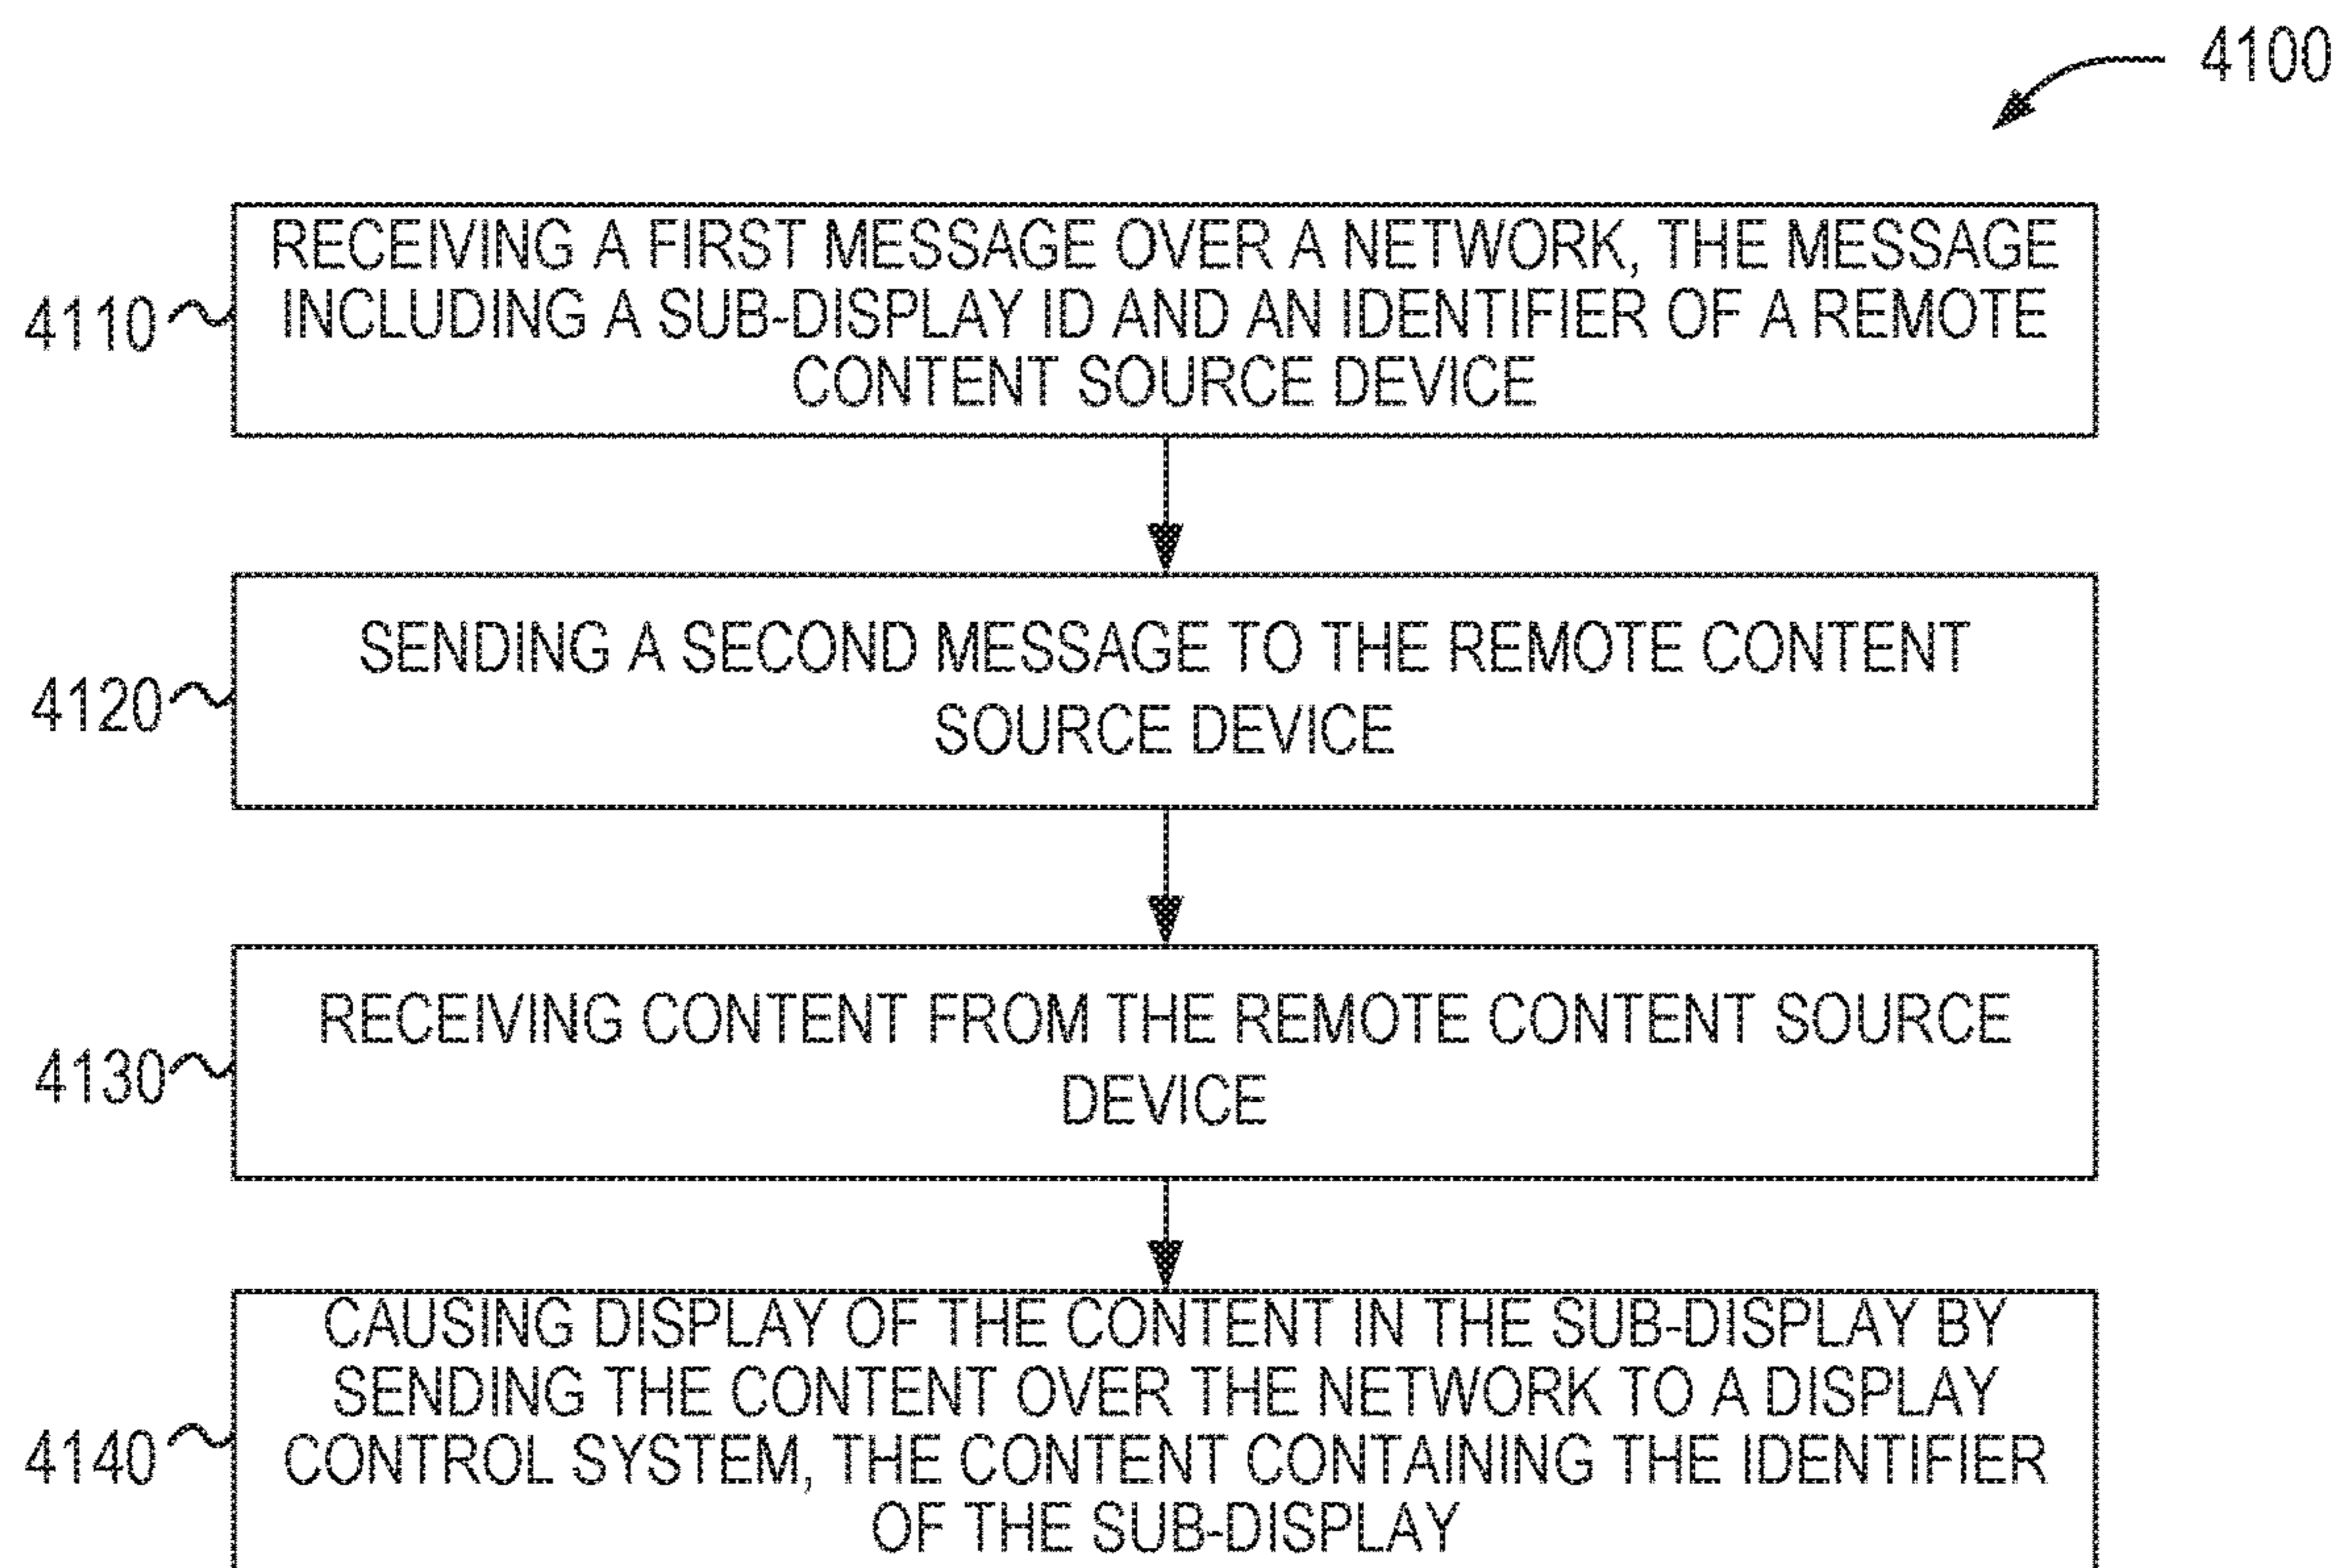 4100
RECEIVING A FIRST MESSAGE OVER A NETWORK, THE MESSAGE
INCLUDING A SUB-DISPLAY ID AND AN IDENTIFIER OF A REMOTE
CONTENT SOURCE DEVICE
4110
SENDING A SECOND MESSAGE TO THE REMOTE CONTENT
SOURCE DEVICE
4120
RECEIVING CONTENT FROM THE REMOTE CONTENT SOURCE
DEVICE
4130
CAUSING DISPLAY OF THE CONTENT IN THE SUB-DISPLAY BY
SENDING THE CONTENT OVER THE NETWORK TO A DISPLAY
CONTROL SYSTEM, THE CONTENT CONTAINING THE IDENTIFIER
OF THE SUB-DISPLAY
4140